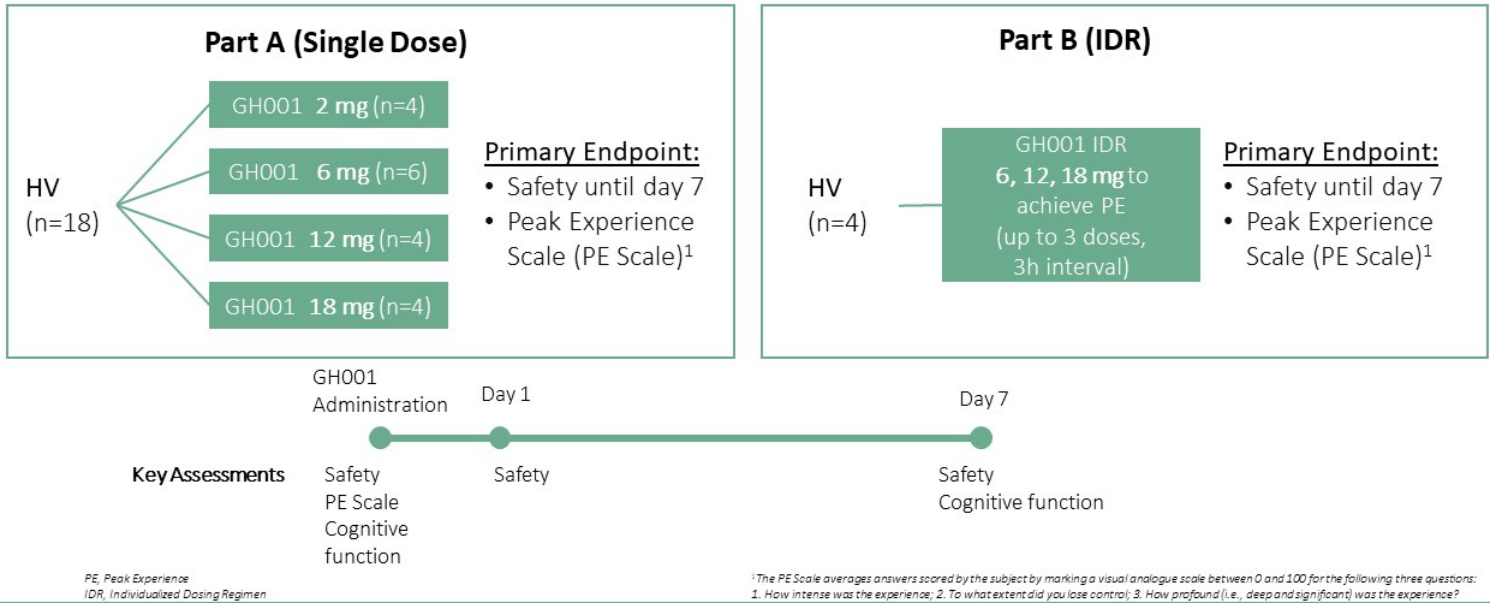 Part A (Single Dose)
HV
(n=18)
GH001 2 mg (n=4)
GH001 6 mg (n=6)
GH001 12 mg (n=4)
GH001 18 mg (n=4)
Primary Endpoint:
• Safety until day 7
• Peak Experience
Scale (PE Scale)1
Part B (IDR)
HV
(n=4)
GH001 IDR
6, 12, 18 mg to
achieve PE
(up to 3 doses,
3h interval)
Primary Endpoint:
• Safety until day 7
• Peak Experience
Scale (PE Scale)1
GH001
Administration
Day 1
Day 7
Key Assessments
Safety
PE Scale
Cognitive
function
Safety
Safety
Cognitive function
PE, Peak Experience
IDR, Individualized Dosing Regimen
1The PE Scale averages answers scored by the subject by marking a visual analogue scale between 0 and 100 for the following three questions:
1. How intense was the experience; 2. To what extent did you lose control; 3. How profound (i.e., deep and significant) was the experience?